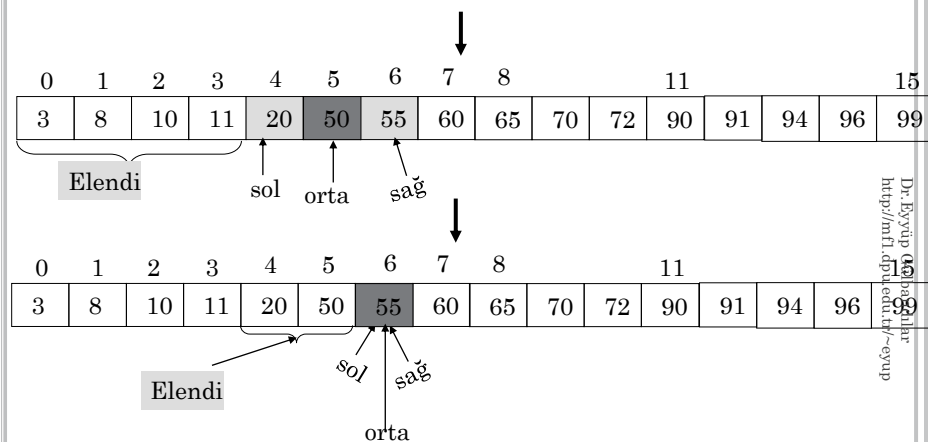 0 1 2 3 4 5 6 7 8 11 15
3 8 10 11 20 50 55 60 65 70 72 90 91 94 96 99
Elendi
sol
orta
sağ
0 1 2 3 4 5 6 7 8 11 15
3 8 10 11 20 50 55 60 65 70 72 90 91 94 96 99
Elendi
sol
sağ
orta
Dr.Eyyüp
http://mf1.dpu.edu.tr/~eyup